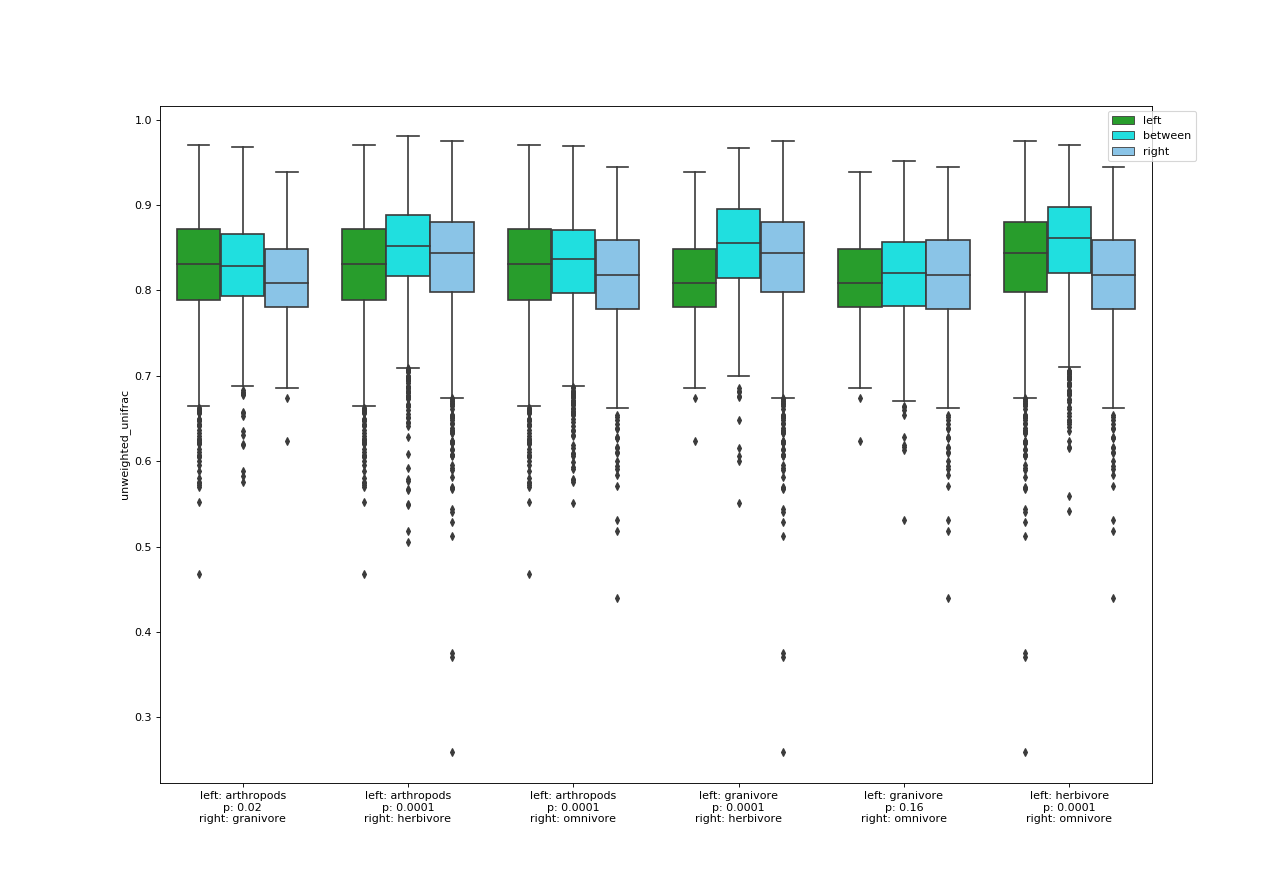 left
between
right
1.0
0.9
0.8
0.7
0.6
0.5
0.4
0.3
unweighted_unifrac
left: arthropods
p: 0.02
right: granivore
left: arthropods
p: 0.0001
right: herbivore
left: arthropods
p: 0.0001
right: omnivore
left: granivore
p: 0.0001
right: herbivore
left: granivore
p: 0.16
right: omnivore
left: herbivore
p: 0.0001
right: omnivore